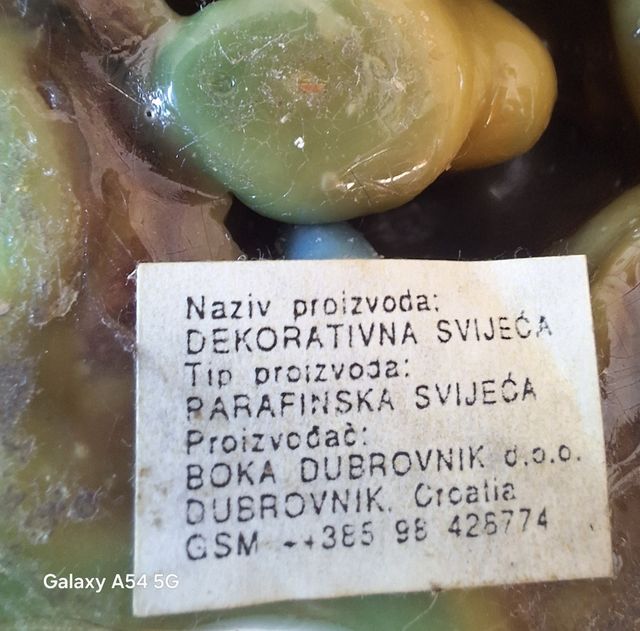 Naziv proizvoda:
DEKORATIVNA SVIJEĆA
Tip proizvoda:
PARAFINSKA SVIJEĆA
Proizvođač:
BOKA DUBROVNIK d.o.o.
DUBROVNIK, Croatia
GSM ++385 98 428774
Galaxy A54 5G